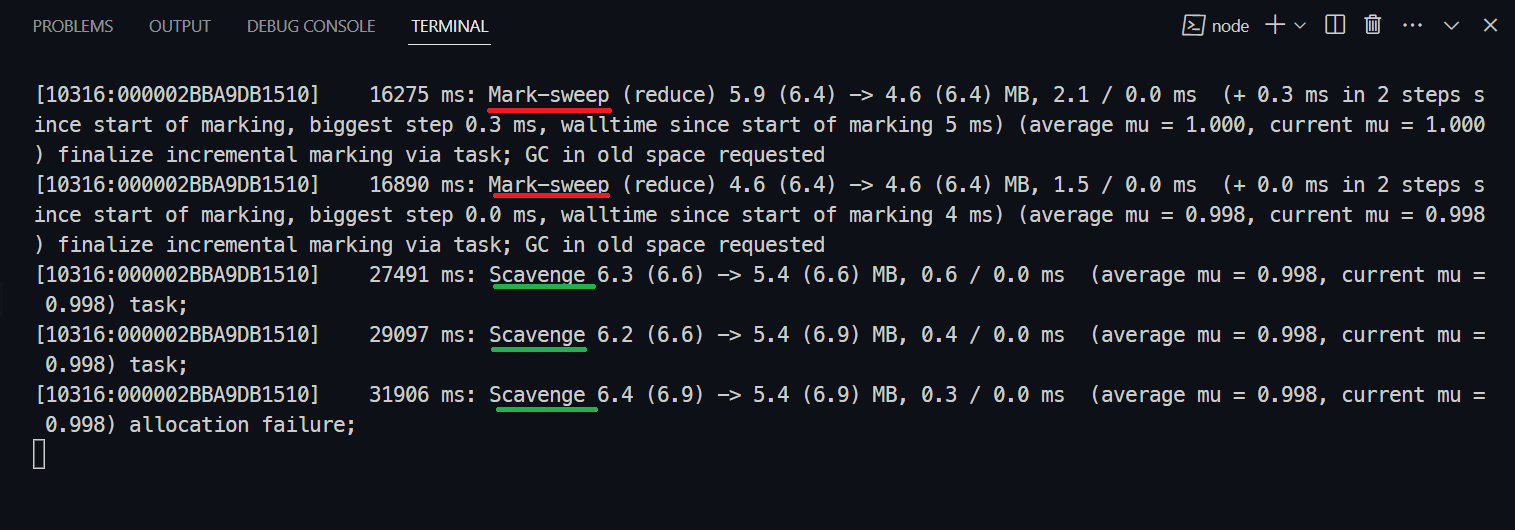 PROBLEMS OUTPUT DEBUG CONSOLE TERMINAL node
[10316:000002BBA9DB1510]    16275 ms: Mark-sweep (reduce) 5.9 (6.4) -> 4.6 (6.4) MB, 2.1 / 0.0 ms  (+ 0.3 ms in 2 steps s
ince start of marking, biggest step 0.3 ms, walltime since start of marking 5 ms) (average mu = 1.000, current mu = 1.000
) finalize incremental marking via task; GC in old space requested
[10316:000002BBA9DB1510]    16890 ms: Mark-sweep (reduce) 4.6 (6.4) -> 4.6 (6.4) MB, 1.5 / 0.0 ms  (+ 0.0 ms in 2 steps s
ince start of marking, biggest step 0.0 ms, walltime since start of marking 4 ms) (average mu = 0.998, current mu = 0.998
) finalize incremental marking via task; GC in old space requested
[10316:000002BBA9DB1510]    27491 ms: Scavenge 6.3 (6.6) -> 5.4 (6.6) MB, 0.6 / 0.0 ms  (average mu = 0.998, current mu =
 0.998) task;
[10316:000002BBA9DB1510]    29097 ms: Scavenge 6.2 (6.6) -> 5.4 (6.9) MB, 0.4 / 0.0 ms  (average mu = 0.998, current mu =
 0.998) task;
[10316:000002BBA9DB1510]    31906 ms: Scavenge 6.4 (6.9) -> 5.4 (6.9) MB, 0.3 / 0.0 ms  (average mu = 0.998, current mu =
 0.998) allocation failure;